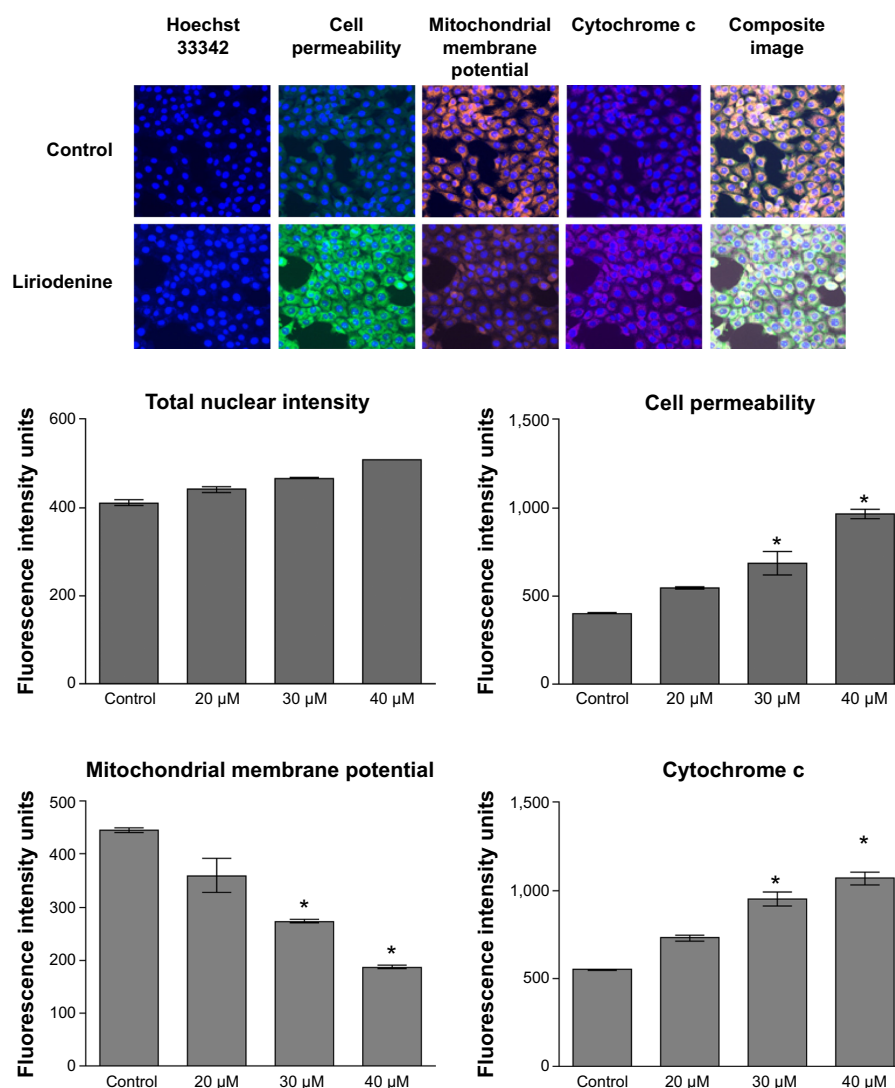 Hoechst
33342
Cell
permeability
Mitochondrial
membrane
potential
Cytochrome c
Composite
image
Control
Liriodenine
Total nuclear intensity
Fluorescence intensity units
600
400
200
0
Control 20 µM 30 µM 40 µM
Cell permeability
Fluorescence intensity units
1,500
1,000
500
0
* *
Control 20 µM 30 µM 40 µM
Mitochondrial membrane potential
Fluorescence intensity units
500
400
300
200
100
0
* *
Control 20 µM 30 µM 40 µM
Cytochrome c
Fluorescence intensity units
1,500
1,000
500
0
* *
Control 20 µM 30 µM 40 µM